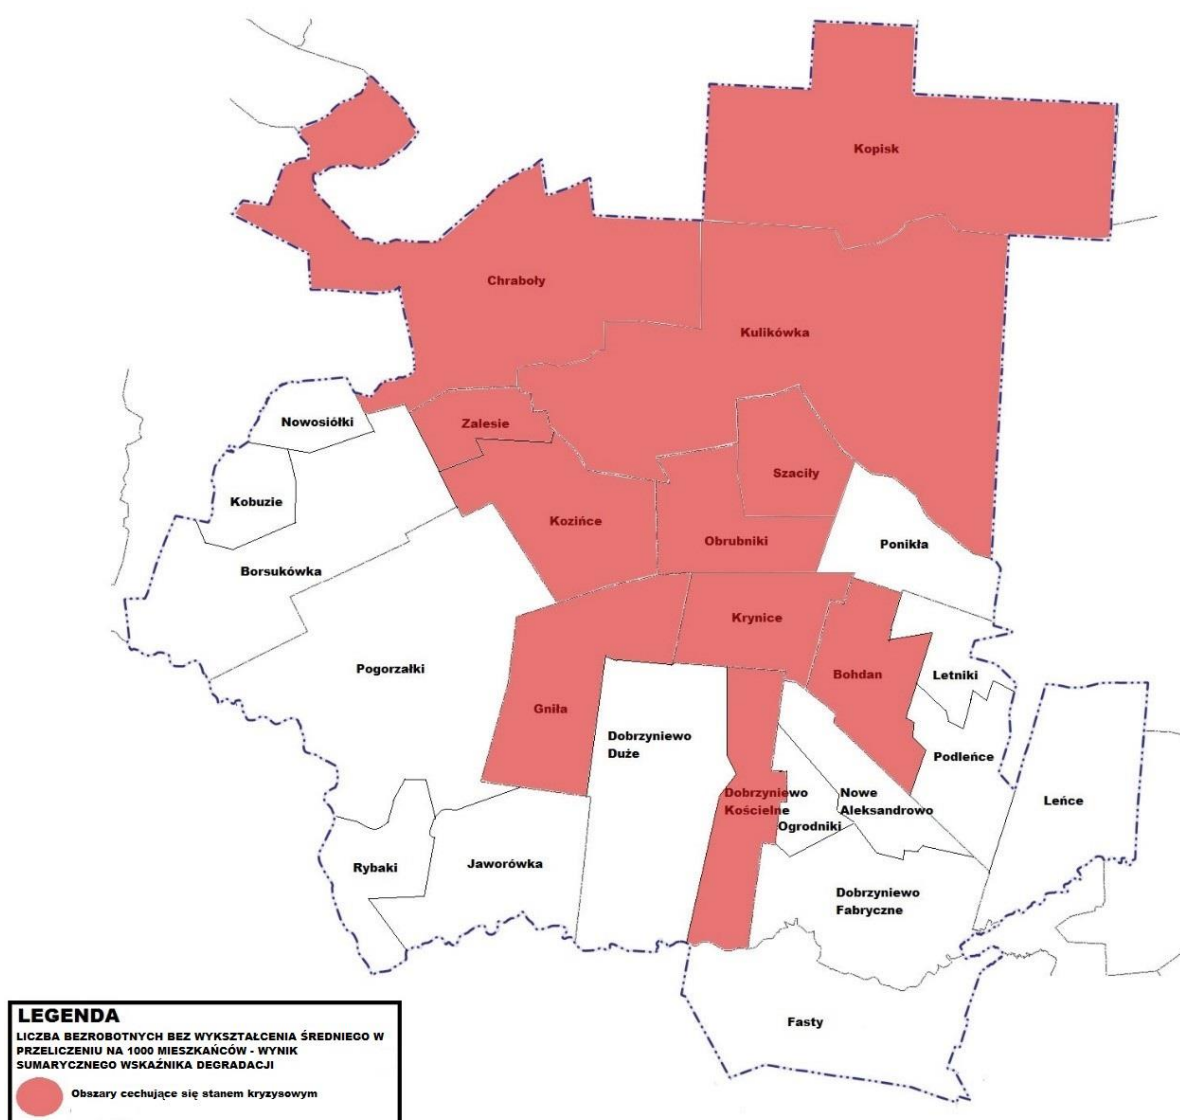 Kopisk
Chraboły
Kulikówka
Nowosiółki
Zalesie
Szaciły
Kobuzie
Kozińce
Obrubniki
Ponikła
Borsukówka
Krynice
Pogorzałki
Bohdan
Letniki
Gniła
Dobrzyniewo
Duże
Podleńce
Dobrzyniewo
Kościelne
Nowe
Aleksandrowo
Leńce
Ogrodniki
Rybaki
Jaworówka
Dobrzyniewo
Fabryczne
Fasty
LEGENDA
LICZBA BEZROBOTNYCH BEZ WYKSZTAŁCENIA ŚREDNIEGO W
PRZELICZENIU NA 1000 MIESZKAŃCÓW - WYNIK
SUMARYCZNEGO WSKAŹNIKA DEGRADACJI
Obszary cechujące się stanem kryzysowym